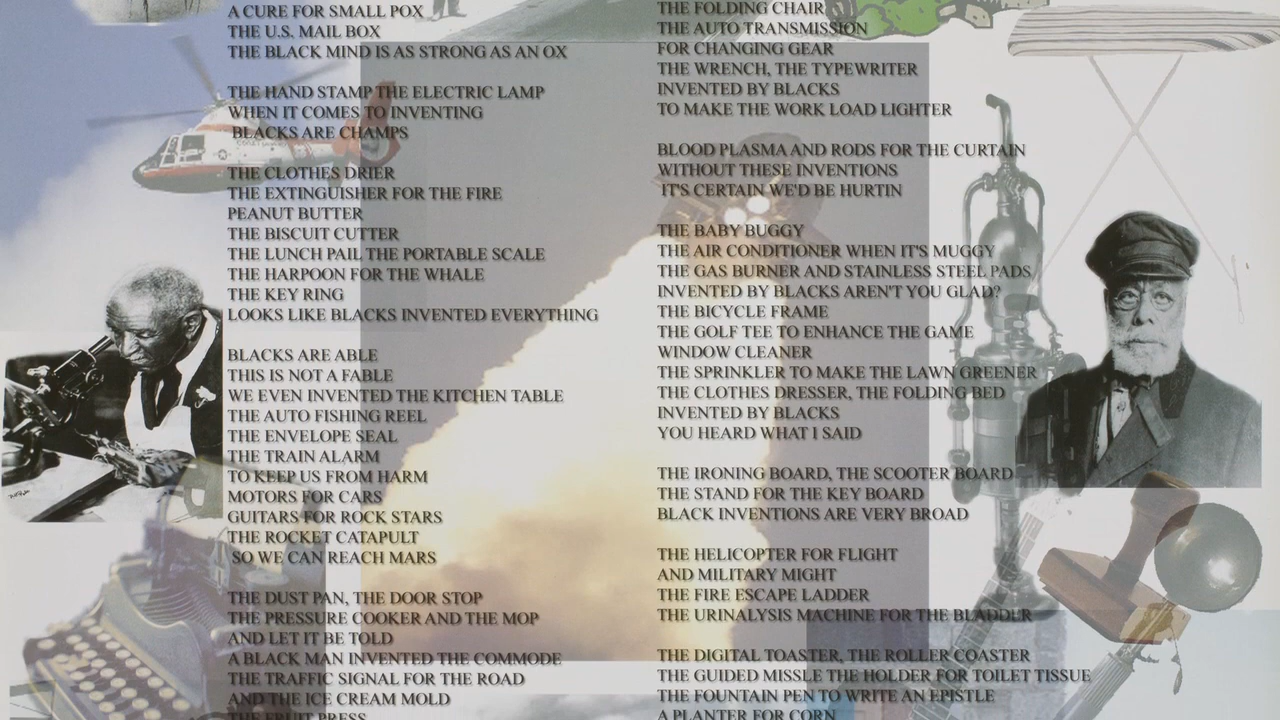 A CURE FOR SMALL POX
THE U.S. MAIL BOX
THE BLACK MIND IS AS STRONG AS AN OX
THE HAND STAMP THE ELECTRIC LAMP
WHEN IT COMES TO INVENTING
BLACKS ARE CHAMPS
THE CLOTHES DRIER
THE EXTINGUISHER FOR THE FIRE
PEANUT BUTTER
THE BISCUIT CUTTER
THE LUNCH PAIL THE PORTABLE SCALE
THE HARPOON FOR THE WHALE
THE KEY RING
LOOKS LIKE BLACKS INVENTED EVERYTHING
BLACKS ARE ABLE
THIS IS NOT A FABLE
WE EVEN INVENTED THE KITCHEN TABLE
THE AUTO FISHING REEL
THE ENVELOPE SEAL
THE TRAIN ALARM
TO KEEP US FROM HARM
MOTORS FOR CARS
GUITARS FOR ROCK STARS
THE ROCKET CATAPULT
SO WE CAN REACH MARS
THE DUST PAN, THE DOOR STOP
THE PRESSURE COOKER AND THE MOP
AND LET IT BE TOLD
A BLACK MAN INVENTED THE COMMODE
THE TRAFFIC SIGNAL FOR THE ROAD
AND THE ICE CREAM MOLD
THE FRUIT PRESS
THE FOLDING CHAIR
THE AUTO TRANSMISSION
FOR CHANGING GEAR
THE WRENCH, THE TYPEWRITER
INVENTED BY BLACKS
TO MAKE THE WORK LOAD LIGHTER
BLOOD PLASMA AND RODS FOR THE CURTAIN
WITHOUT THESE INVENTIONS
IT'S CERTAIN WE'D BE HURTIN
THE BABY BUGGY
THE AIR CONDITIONER WHEN IT'S MUGGY
THE GAS BURNER AND STAINLESS STEEL PADS
INVENTED BY BLACKS AREN'T YOU GLAD?
THE BICYCLE FRAME
THE GOLF TEE TO ENHANCE THE GAME
WINDOW CLEANER
THE SPRINKLER TO MAKE THE LAWN GREENER
THE CLOTHES DRESSER, THE FOLDING BED
INVENTED BY BLACKS
YOU HEARD WHAT I SAID
THE IRONING BOARD, THE SCOOTER BOARD
THE STAND FOR THE KEY BOARD
BLACK INVENTIONS ARE VERY BROAD
THE HELICOPTER FOR FLIGHT
AND MILITARY MIGHT
THE FIRE ESCAPE LADDER
THE URINALYSIS MACHINE FOR THE BLADDER
THE DIGITAL TOASTER, THE ROLLER COASTER
THE GUIDED MISSLE THE HOLDER FOR TOILET TISSUE
THE FOUNTAIN PEN TO WRITE AN EPISTLE
A PLANTER FOR CORN